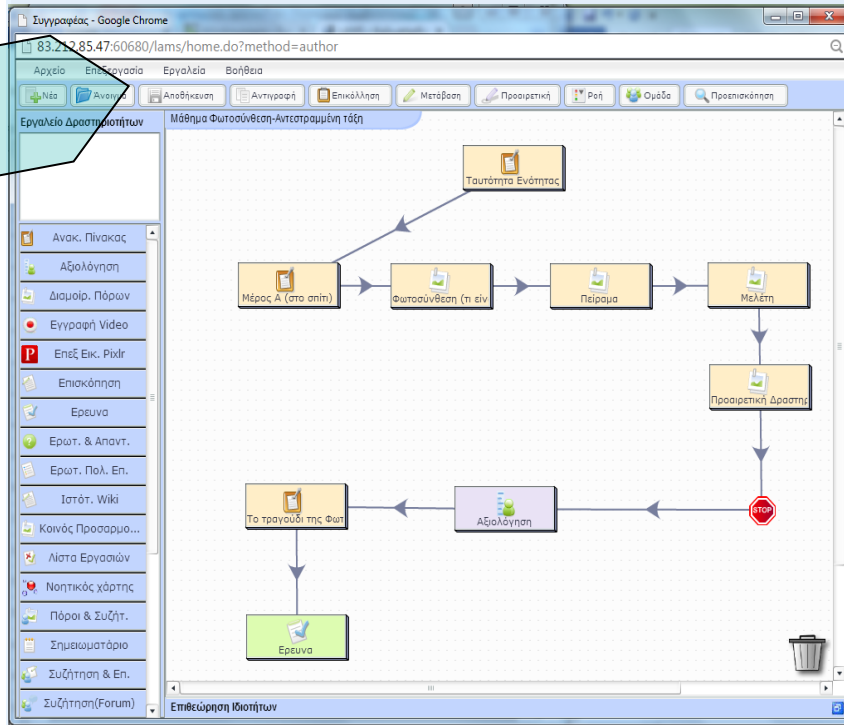 Συγγραφέας - Google Chrome
83.212.85.47:60680/lams/home.do?method=author
Αρχείο Επεξεργασία Εργαλεία Βοήθεια
Νέο Άνοιγμα Αποθήκευση Αντιγραφή Επικόλληση Μετάβαση Προαιρετική Ροή Ομάδα Προεπισκόπηση
Εργαλείο Δραστηριοτήτων
Μάθημα Φωτοσύνθεση-Αντεστραμμένη τάξη
Ανακ. Πίνακας
Αξιολόγηση
Διαμοίρ. Πόρων
Εγγραφή Video
Επεξ Εικ. Pixlr
Επισκόπηση
Ερευνα
Ερωτ. & Απαντ.
Ερωτ. Πολ. Επ.
Ιστότ. Wiki
Κοινός Προσαρμο...
Λίστα Εργασιών
Νοητικός χάρτης
Πόροι & Συζήτ.
Σημειωματάριο
Συζήτηση & Επ.
Συζήτηση(Forum)
Ταυτότητα Ενότητας
Μέρος Α (στο σπίτι)
Φωτοσύνθεση (τι είν
Πείραμα
Μελέτη
Προαιρετική Δραστηρ
STOP
Αξιολόγηση
Το τραγούδι της Φωτ
Ερευνα
Επιθεώρηση Ιδιοτήτων